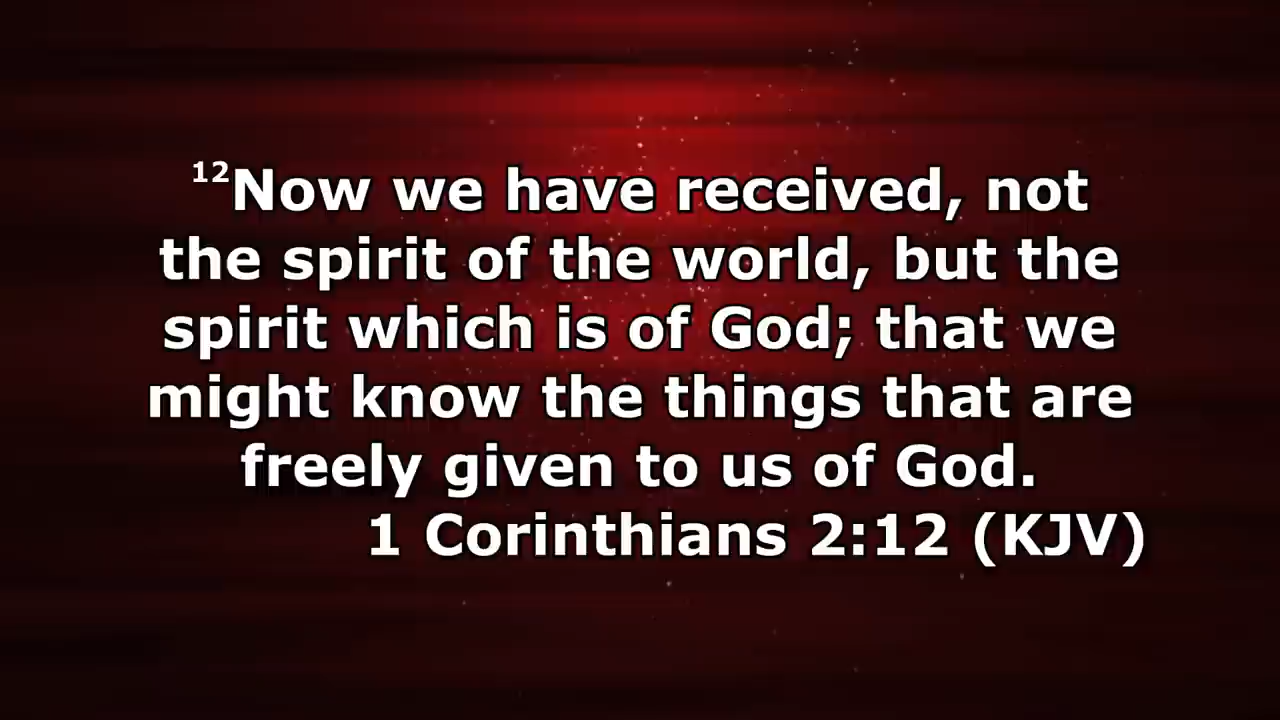 12Now we have received, not
the spirit of the world, but the
spirit which is of God; that we
might know the things that are
freely given to us of God.
1 Corinthians 2:12 (KJV)